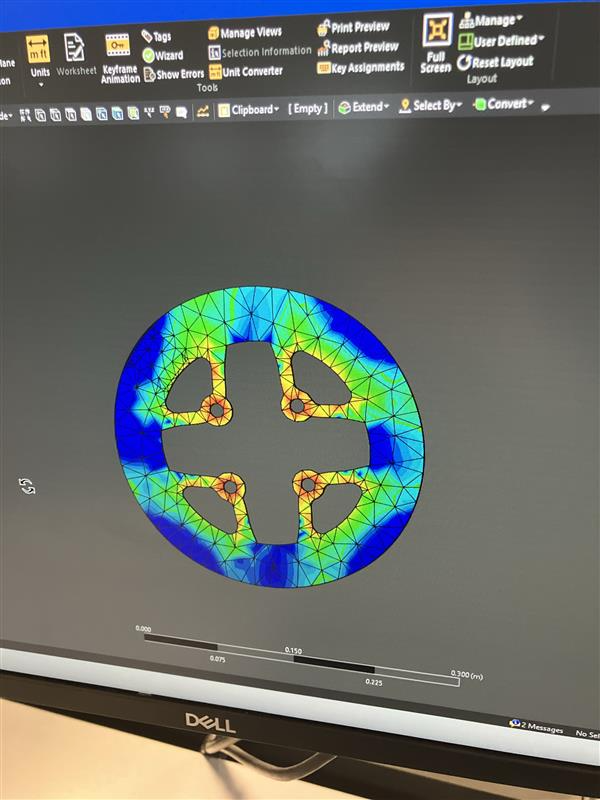 lane
on
Units
Worksheet
Keyframe
Animation
Tags
Wizard
Show Errors
Manage Views
Selection Information
Unit Converter
Tools
Print Preview
Report Preview
Key Assignments
Full
Screen
Manage
User Defined
Reset Layout
Layout
de
Clipboard
[ Empty ]
Extend
Select By
Convert
0.000
0.075
0.150
0.225
0.300 (m)
2 Messages
No Sel
DELL